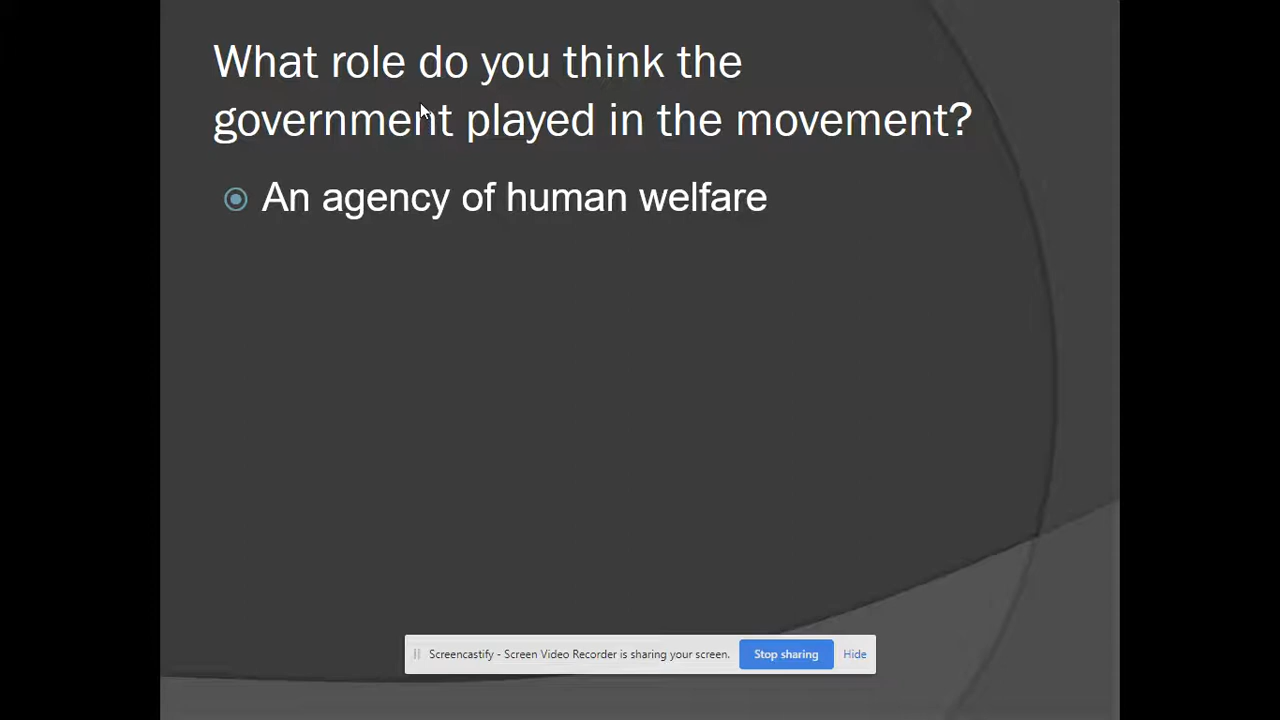 What role do you think the
government played in the movement?
An agency of human welfare
Screencastify - Screen Video Recorder is sharing your screen. Stop sharing Hide